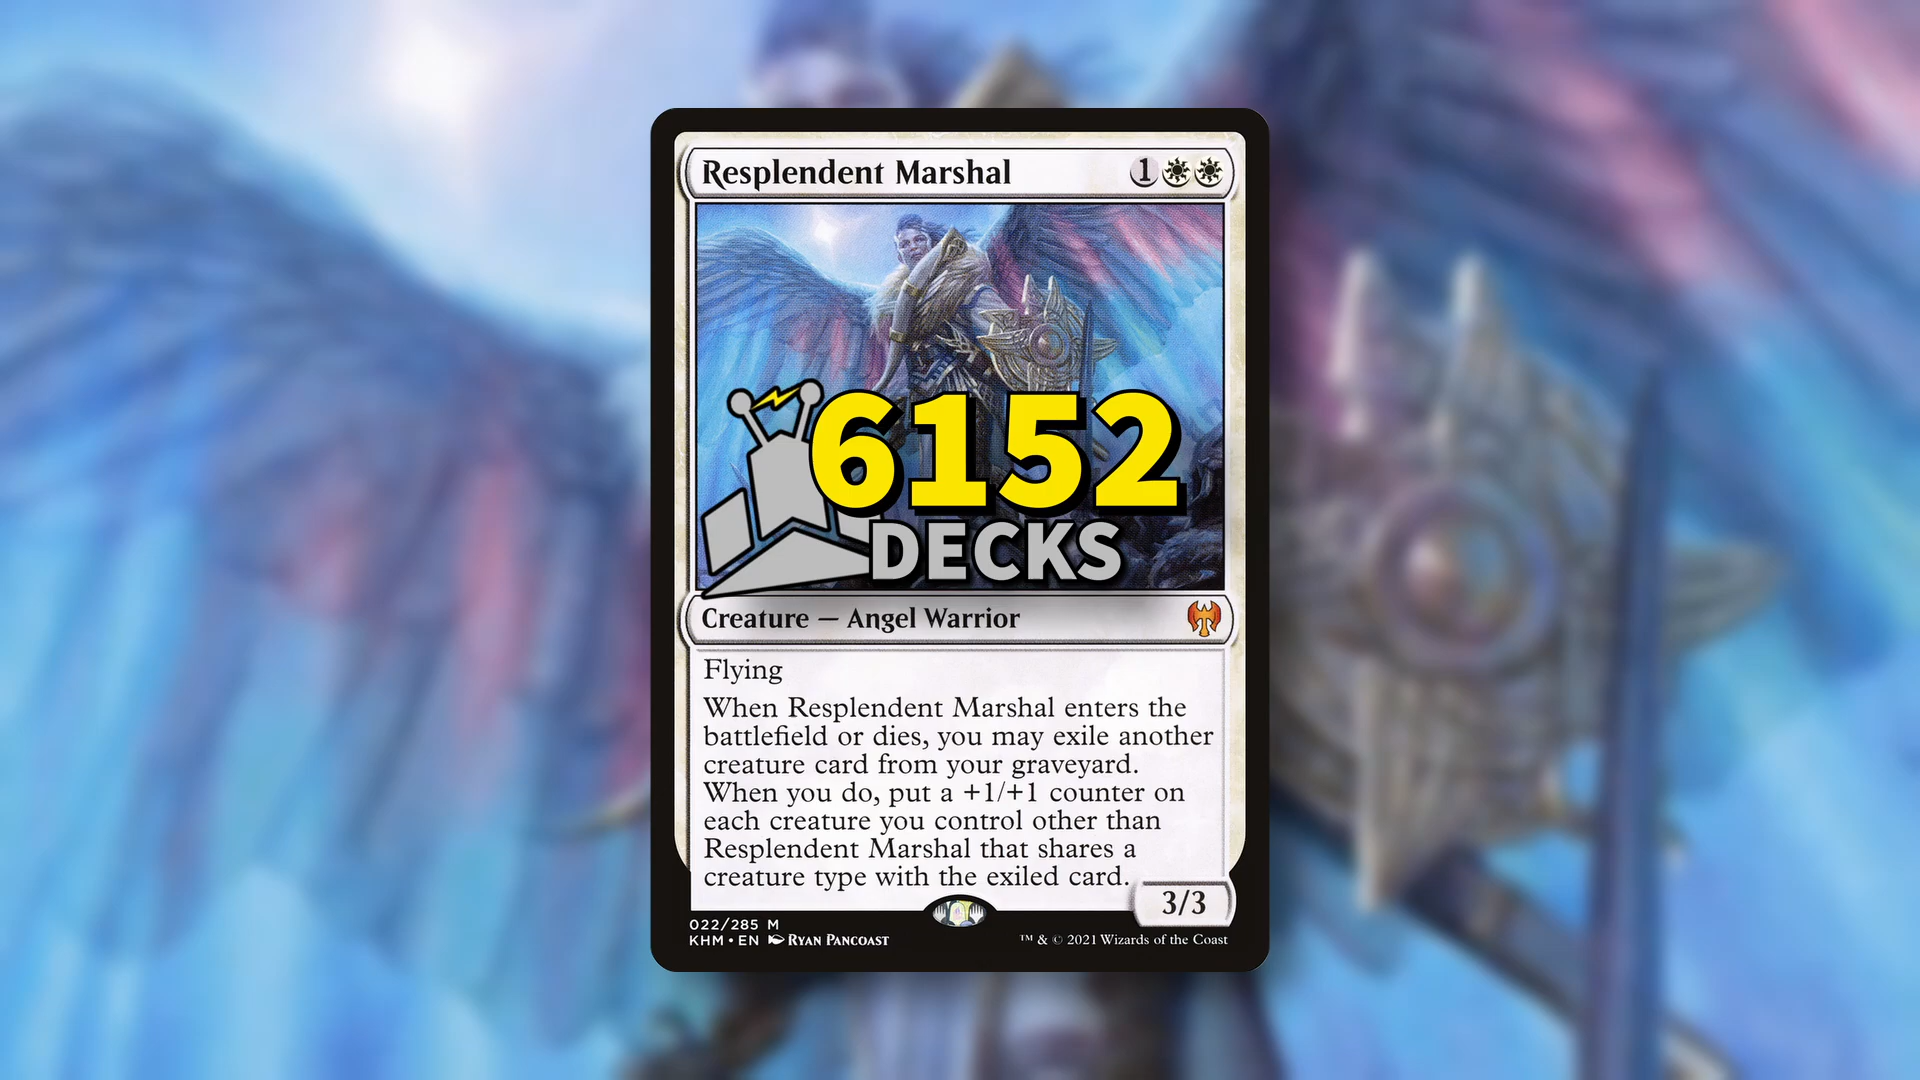 Resplendent Marshal 1
6152
DECKS
Creature — Angel Warrior
Flying
When Resplendent Marshal enters the
battlefield or dies, you may exile another
creature card from your graveyard.
When you do, put a +1/+1 counter on
each creature you control other than
Resplendent Marshal that shares a
creature type with the exiled card.
3/3
022/285 M
KHM • EN Ryan Pancoast
™ & © 2021 Wizards of the Coast